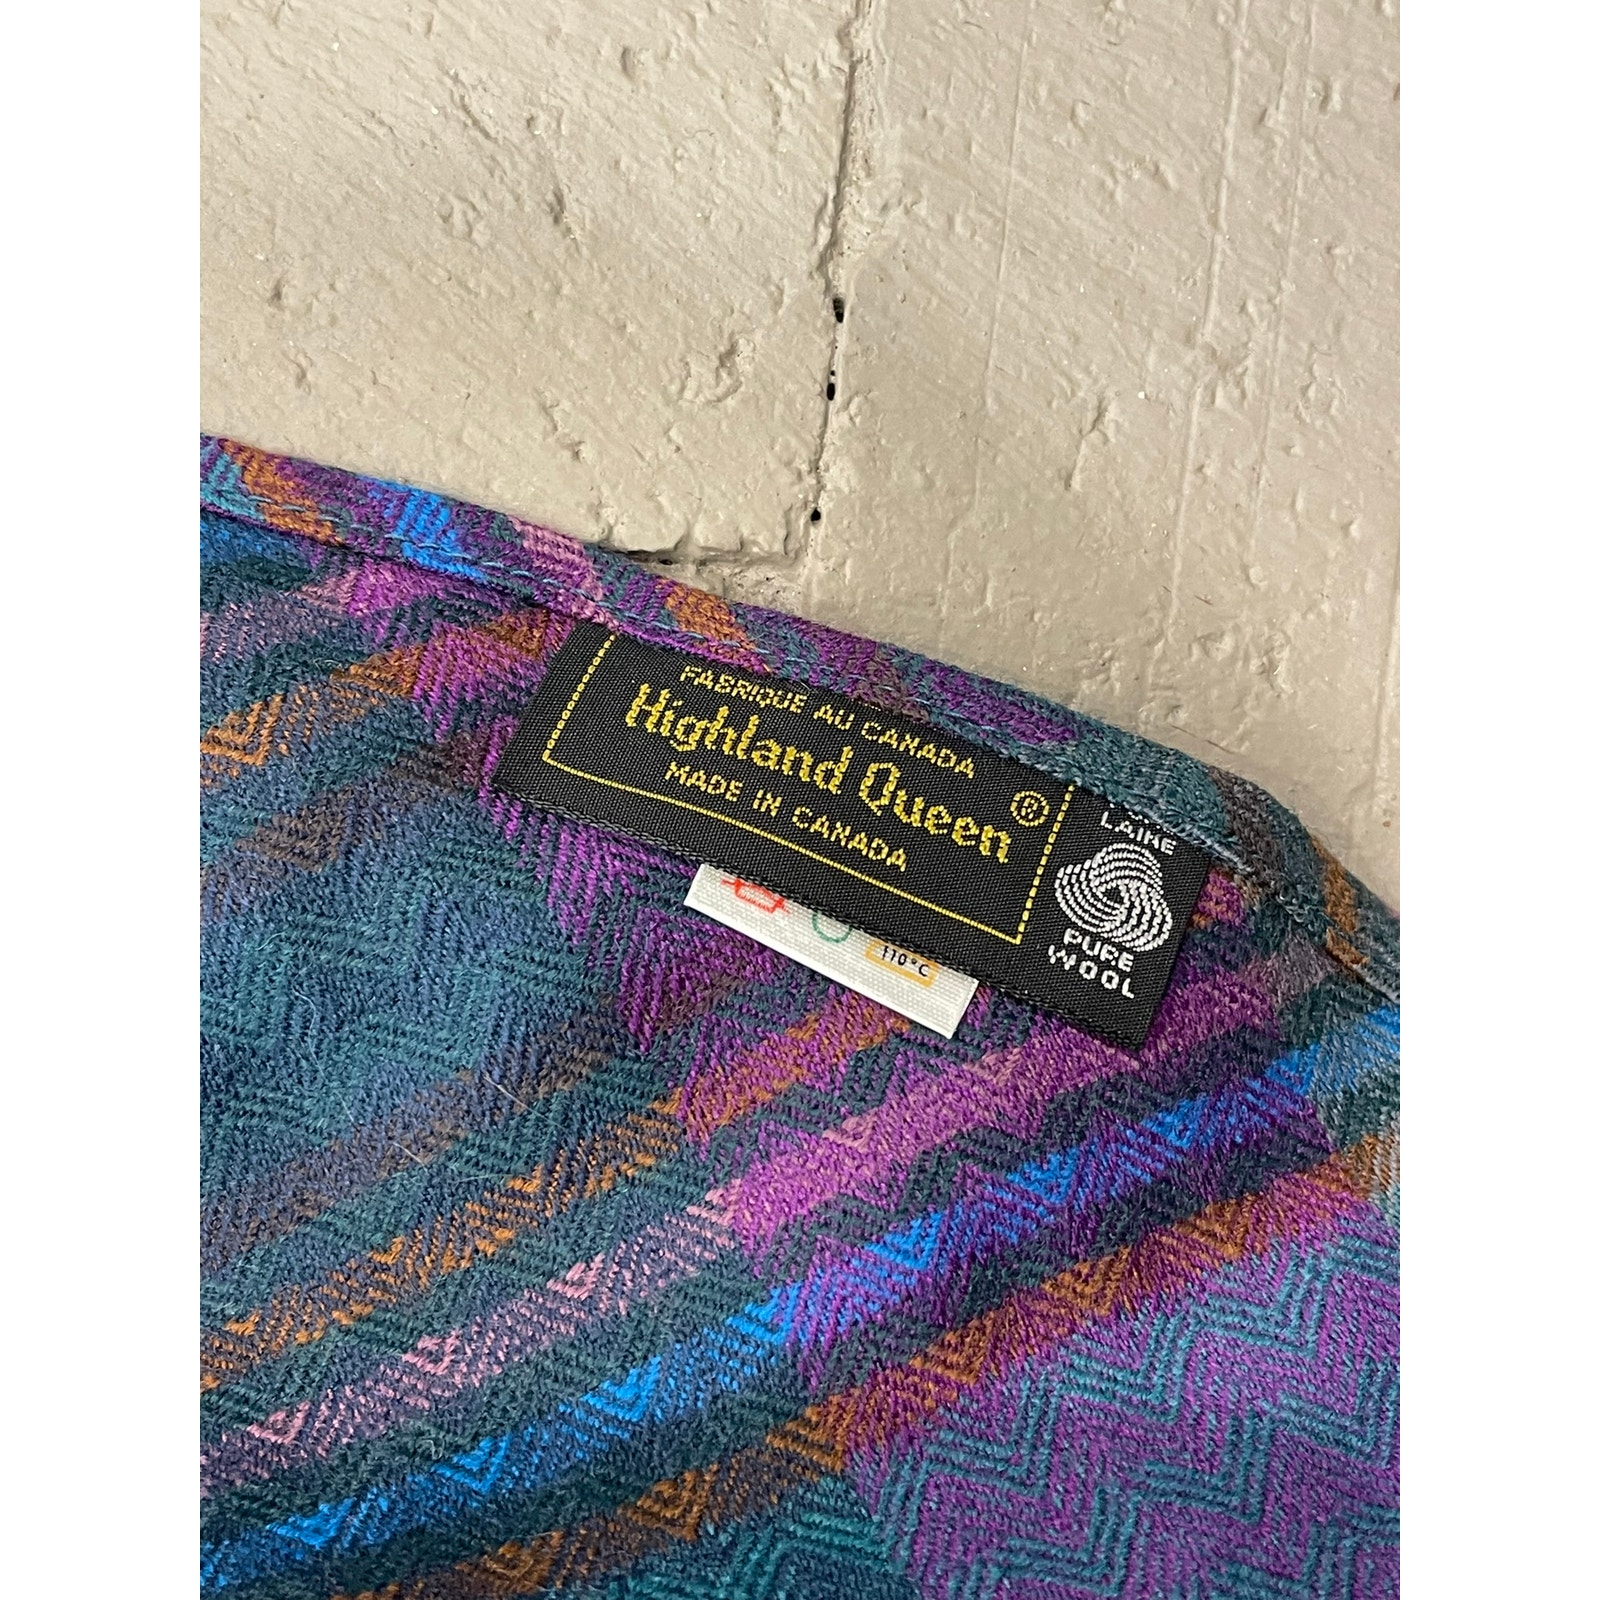 FABRIQUE AU CANADA
Highland Queen ®
MADE IN CANADA
LAINE
PURE
WOOL
110°C